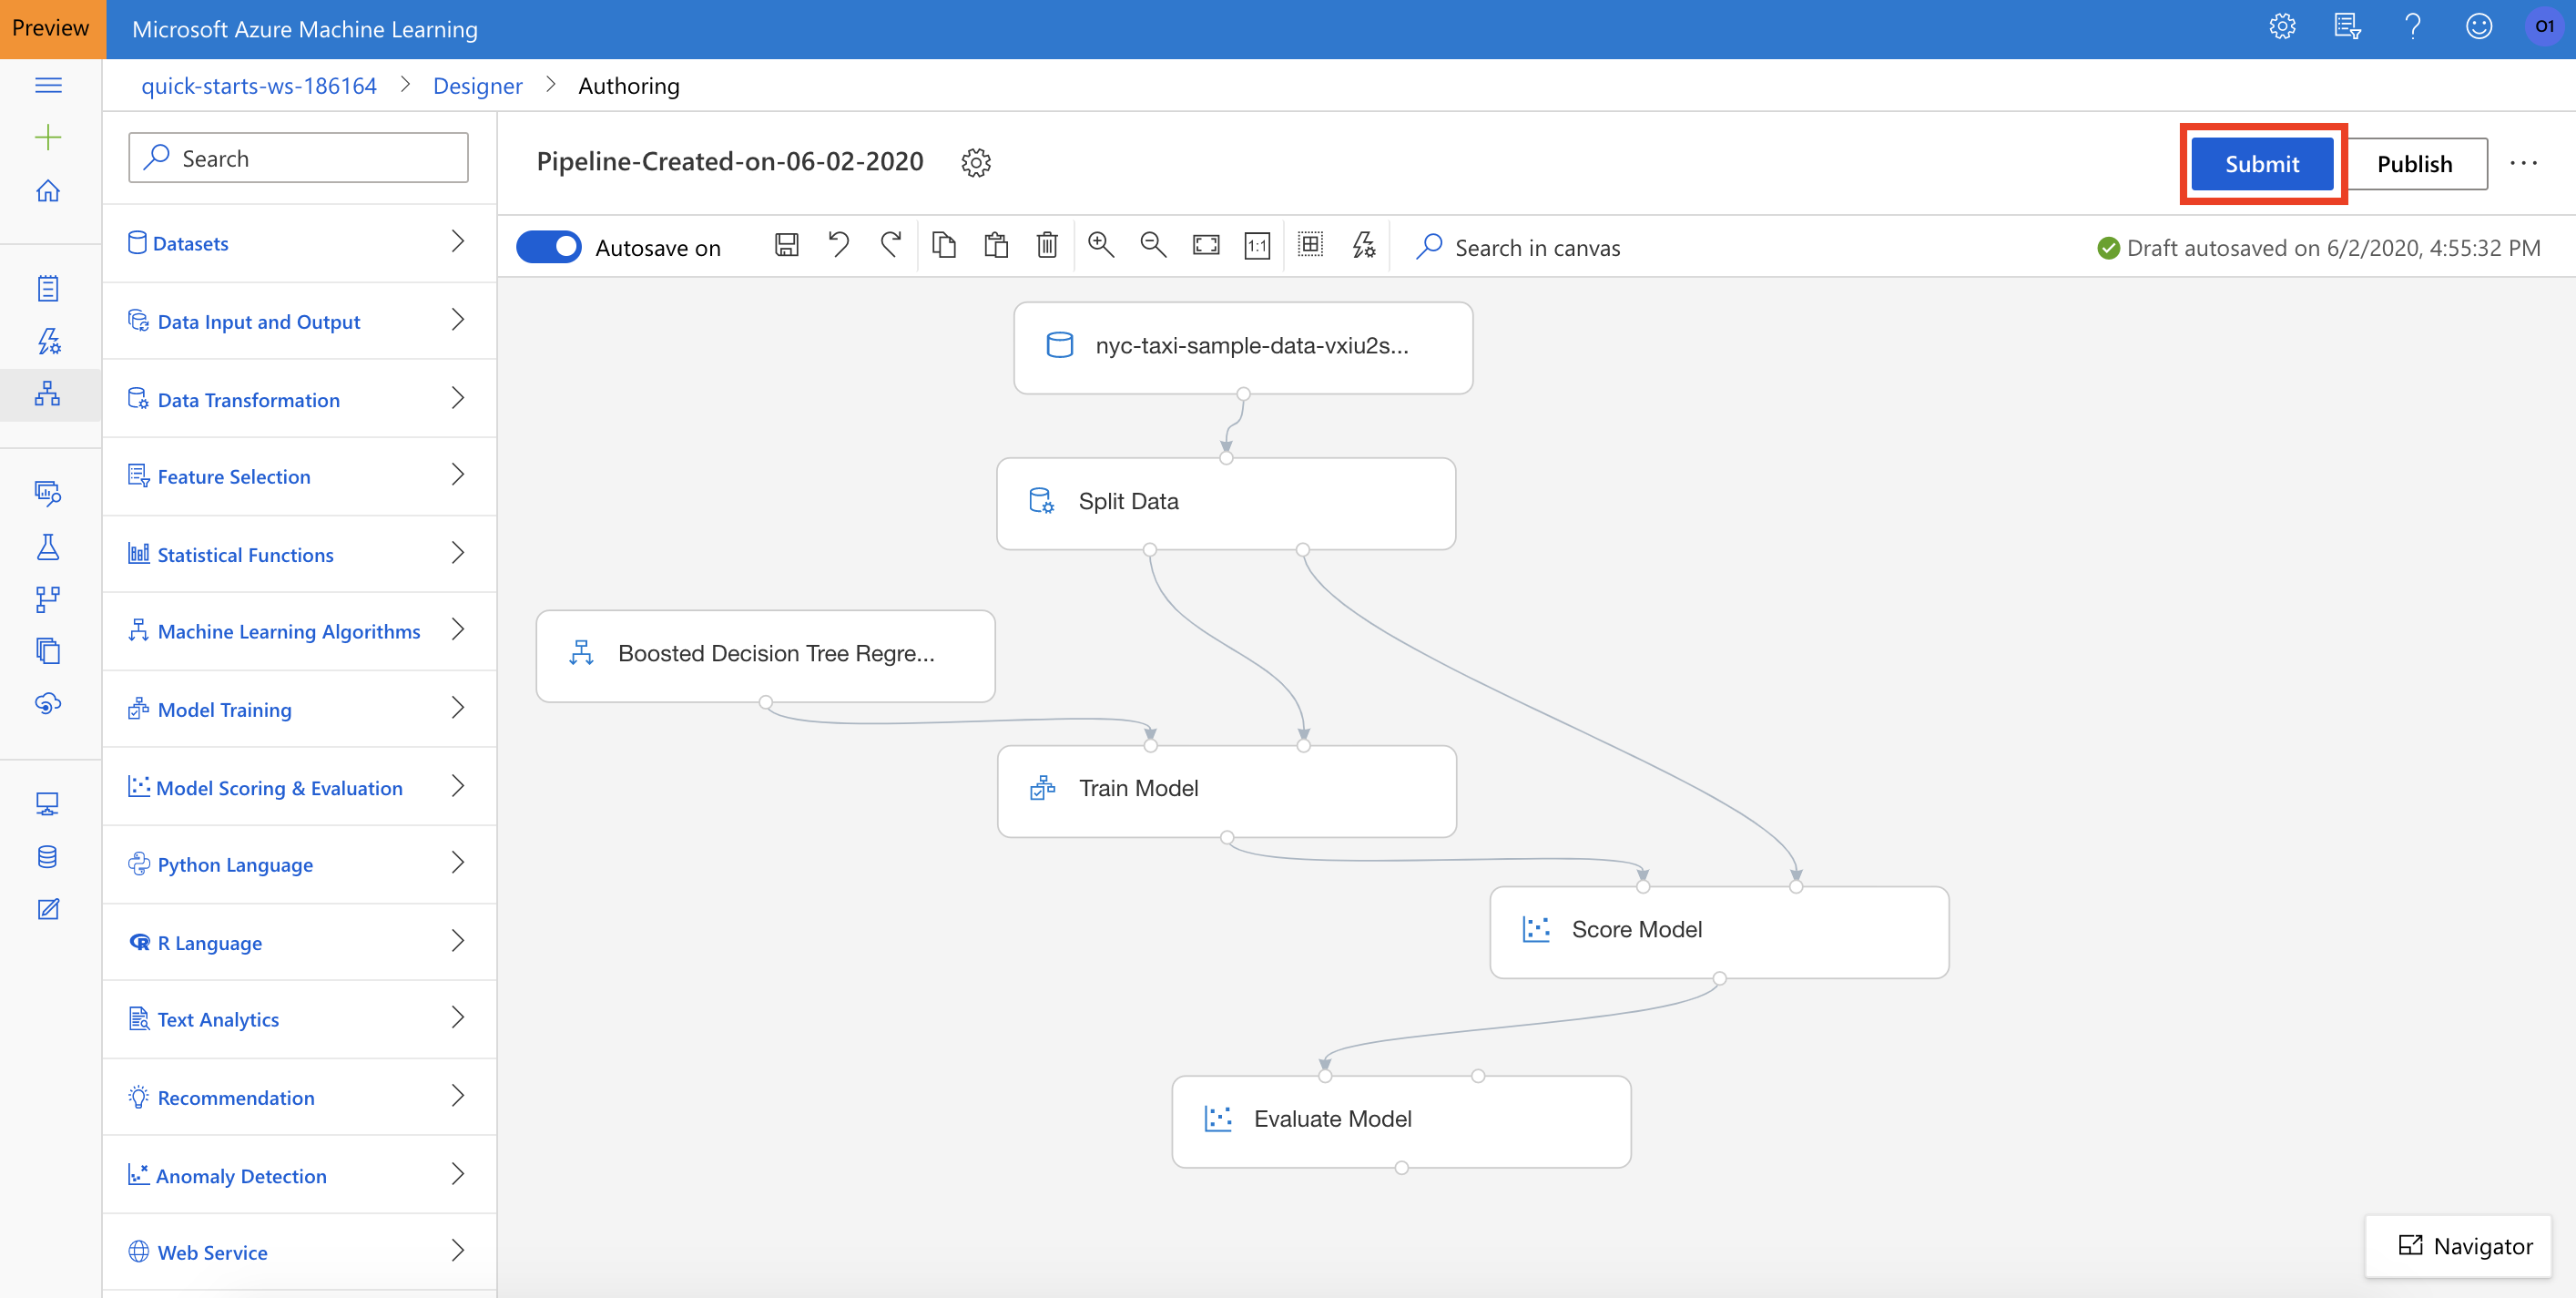 Preview
Microsoft Azure Machine Learning
O1
quick-starts-ws-186164 > Designer > Authoring
Search
Pipeline-Created-on-06-02-2020
Submit
Publish
Autosave on
1:1
Search in canvas
Draft autosaved on 6/2/2020, 4:55:32 PM
Datasets
Data Input and Output
Data Transformation
Feature Selection
Statistical Functions
Machine Learning Algorithms
Model Training
Model Scoring & Evaluation
Python Language
R Language
Text Analytics
Recommendation
Anomaly Detection
Web Service
nyc-taxi-sample-data-vxiu2s...
Split Data
Boosted Decision Tree Regre...
Train Model
Score Model
Evaluate Model
Navigator